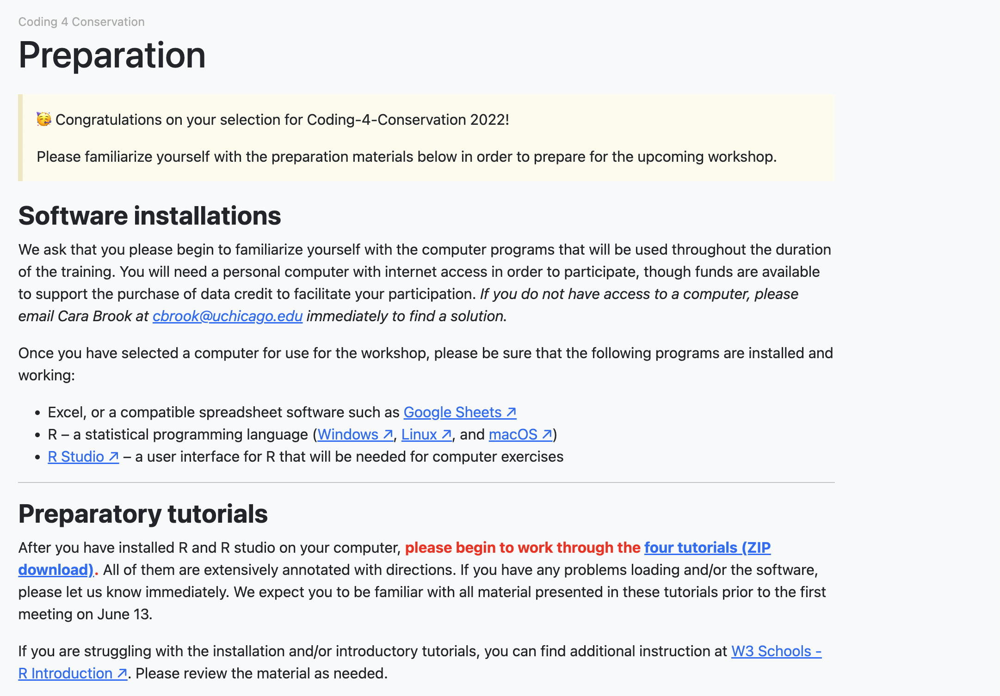 Coding 4 Conservation
Preparation
🥳 Congratulations on your selection for Coding-4-Conservation 2022!
Please familiarize yourself with the preparation materials below in order to prepare for the upcoming workshop.
Software installations
We ask that you please begin to familiarize yourself with the computer programs that will be used throughout the duration
of the training. You will need a personal computer with internet access in order to participate, though funds are available
to support the purchase of data credit to facilitate your participation. If you do not have access to a computer, please
email Cara Brook at cbrook@uchicago.edu immediately to find a solution.
Once you have selected a computer for use for the workshop, please be sure that the following programs are installed and
working:
• Excel, or a compatible spreadsheet software such as Google Sheets ↗
• R – a statistical programming language (Windows ↗, Linux ↗, and macOS ↗)
• R Studio ↗ – a user interface for R that will be needed for computer exercises
Preparatory tutorials
After you have installed R and R studio on your computer, please begin to work through the four tutorials (ZIP
download). All of them are extensively annotated with directions. If you have any problems loading and/or the software,
please let us know immediately. We expect you to be familiar with all material presented in these tutorials prior to the first
meeting on June 13.
If you are struggling with the installation and/or introductory tutorials, you can find additional instruction at W3 Schools -
R Introduction ↗. Please review the material as needed.